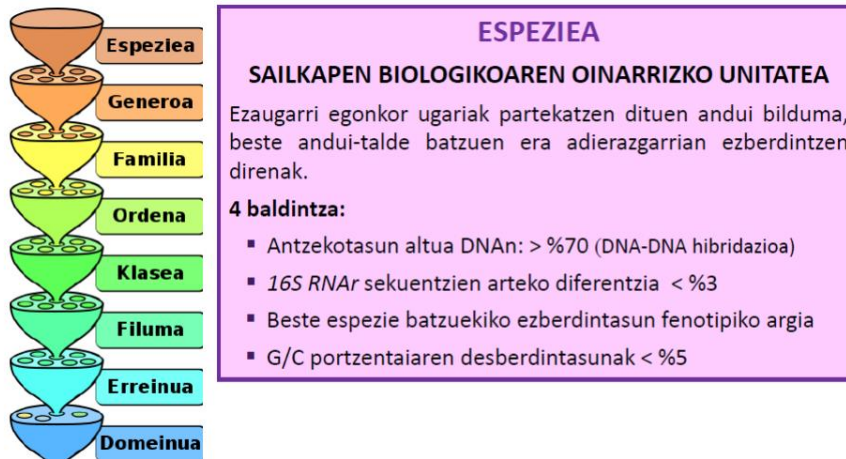 Espeziea
Generoa
Familia
Ordena
Klasea
Filuma
Erreinua
Domeinua
ESPEZIEA
SAILKAPEN BIOLOGIKOAREN OINARRIZKO UNITATEA
Ezaugarri egonkor ugariak partekatzen dituen andui bilduma,
beste andui-talde batzuen era adierazgarrian ezberdintzen
direnak.
4 baldintza:
▪ Antzekotasun altua DNAn: > %70 (DNA-DNA hibridazioa)
▪ 16S RNAr sekuentzien arteko diferentzia < %3
▪ Beste espezie batzuekiko ezberdintasun fenotipiko argia
▪ G/C portzentaiaren desberdintasunak < %5